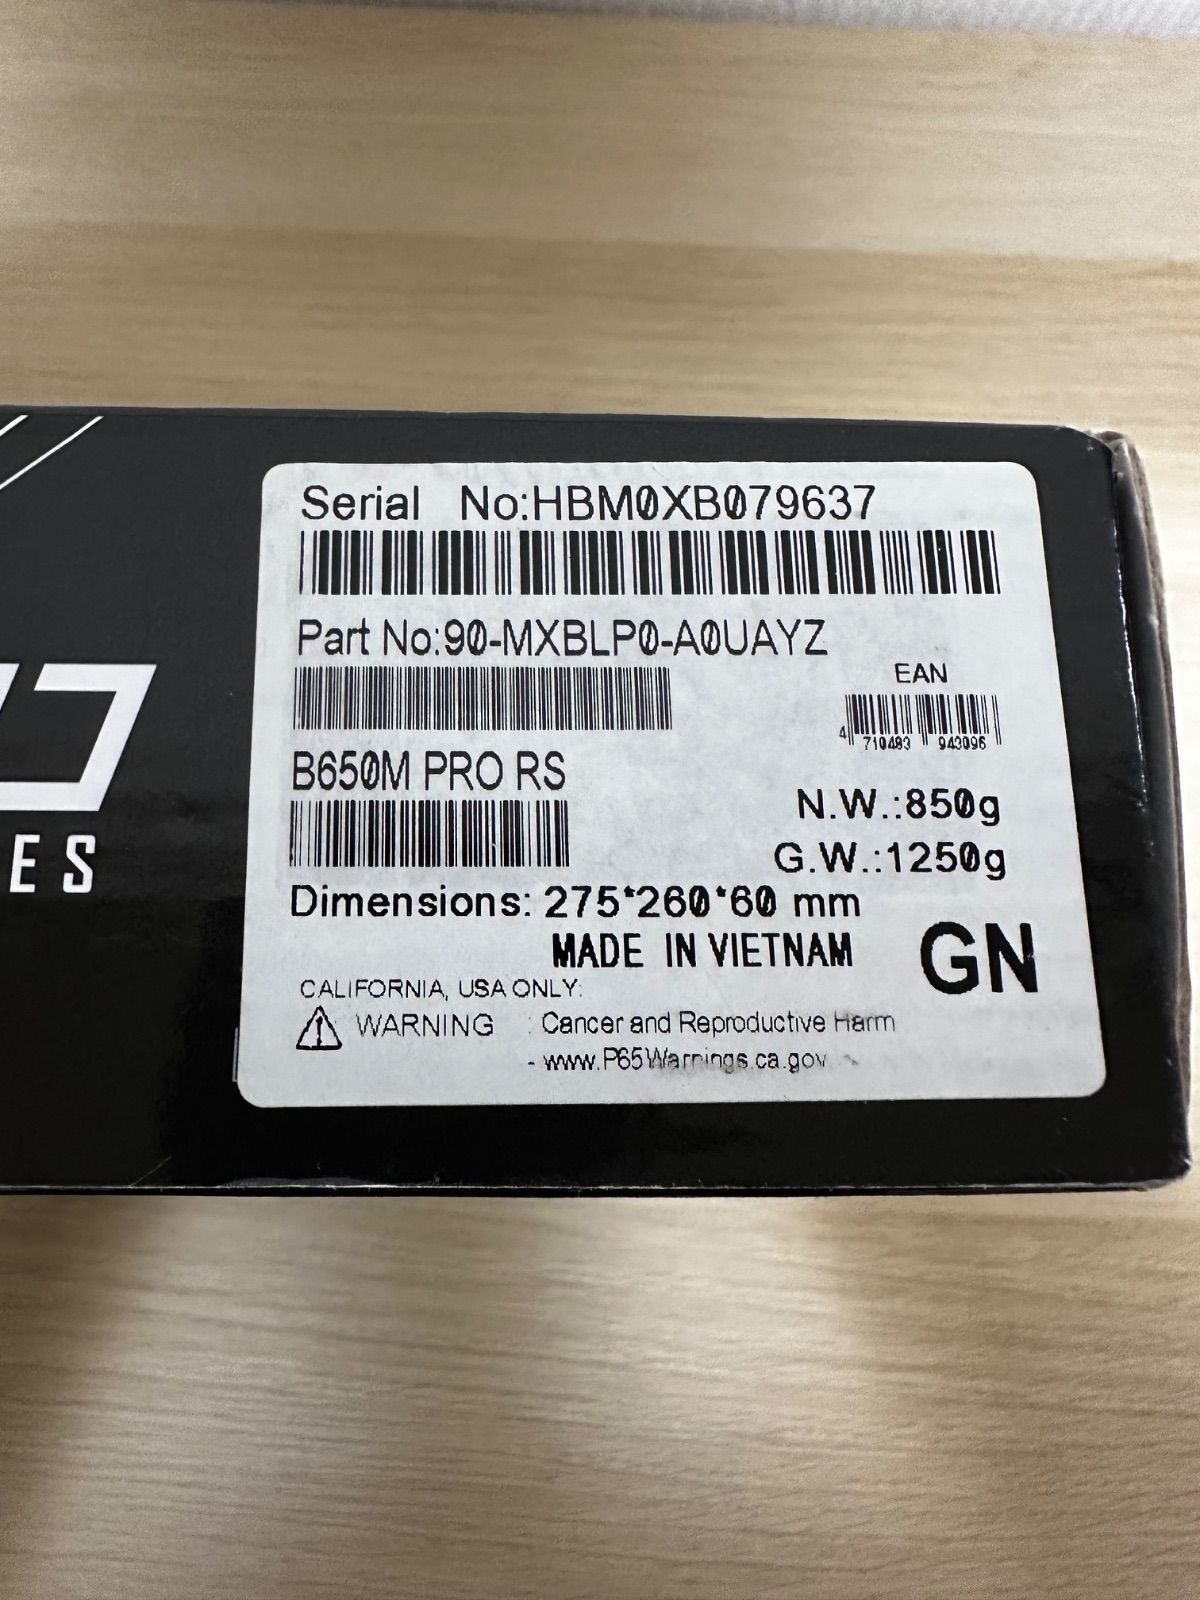 Serial No:HBM0XB079637
Part No:90-MXBLP0-A0UAYZ
EAN
4 710483 943096
B650M PRO RS
N.W.:850g
G.W.:1250g
Dimensions: 275*260*60 mm
MADE IN VIETNAM
GN
CALIFORNIA, USA ONLY:
WARNING : Cancer and Reproductive Harm
- www.P65Warnings.ca.gov
ES